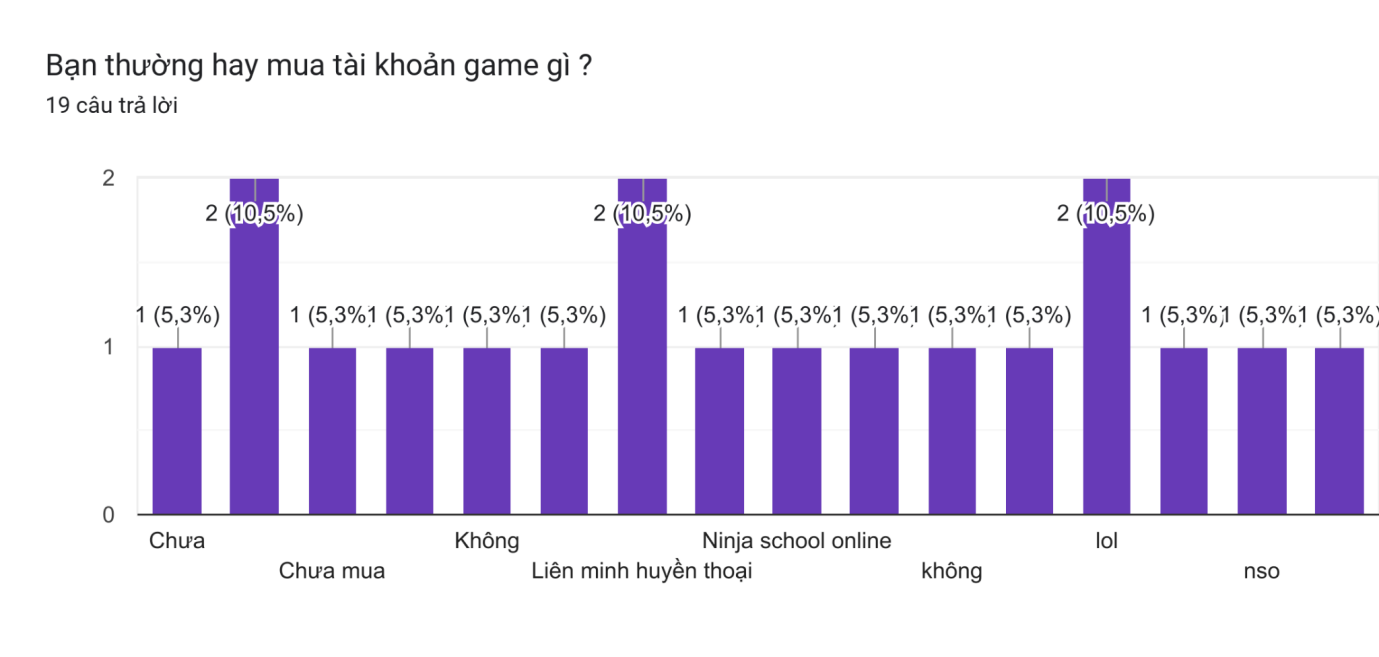 Bạn thường hay mua tài khoản game gì ?
19 câu trả lời
2
2 (10,5%) 2 (10,5%) 2 (10,5%)
1 (5,3%) 1 (5,3%) 1 (5,3%) 1 (5,3%) 1 (5,3%) 1 (5,3%) 1 (5,3%) 1 (5,3%) 1 (5,3%) 1 (5,3%) 1 (5,3%) 1 (5,3%) 1 (5,3%)
1
0
Chưa Không Ninja school online lol
Chưa mua Liên minh huyền thoại không nso